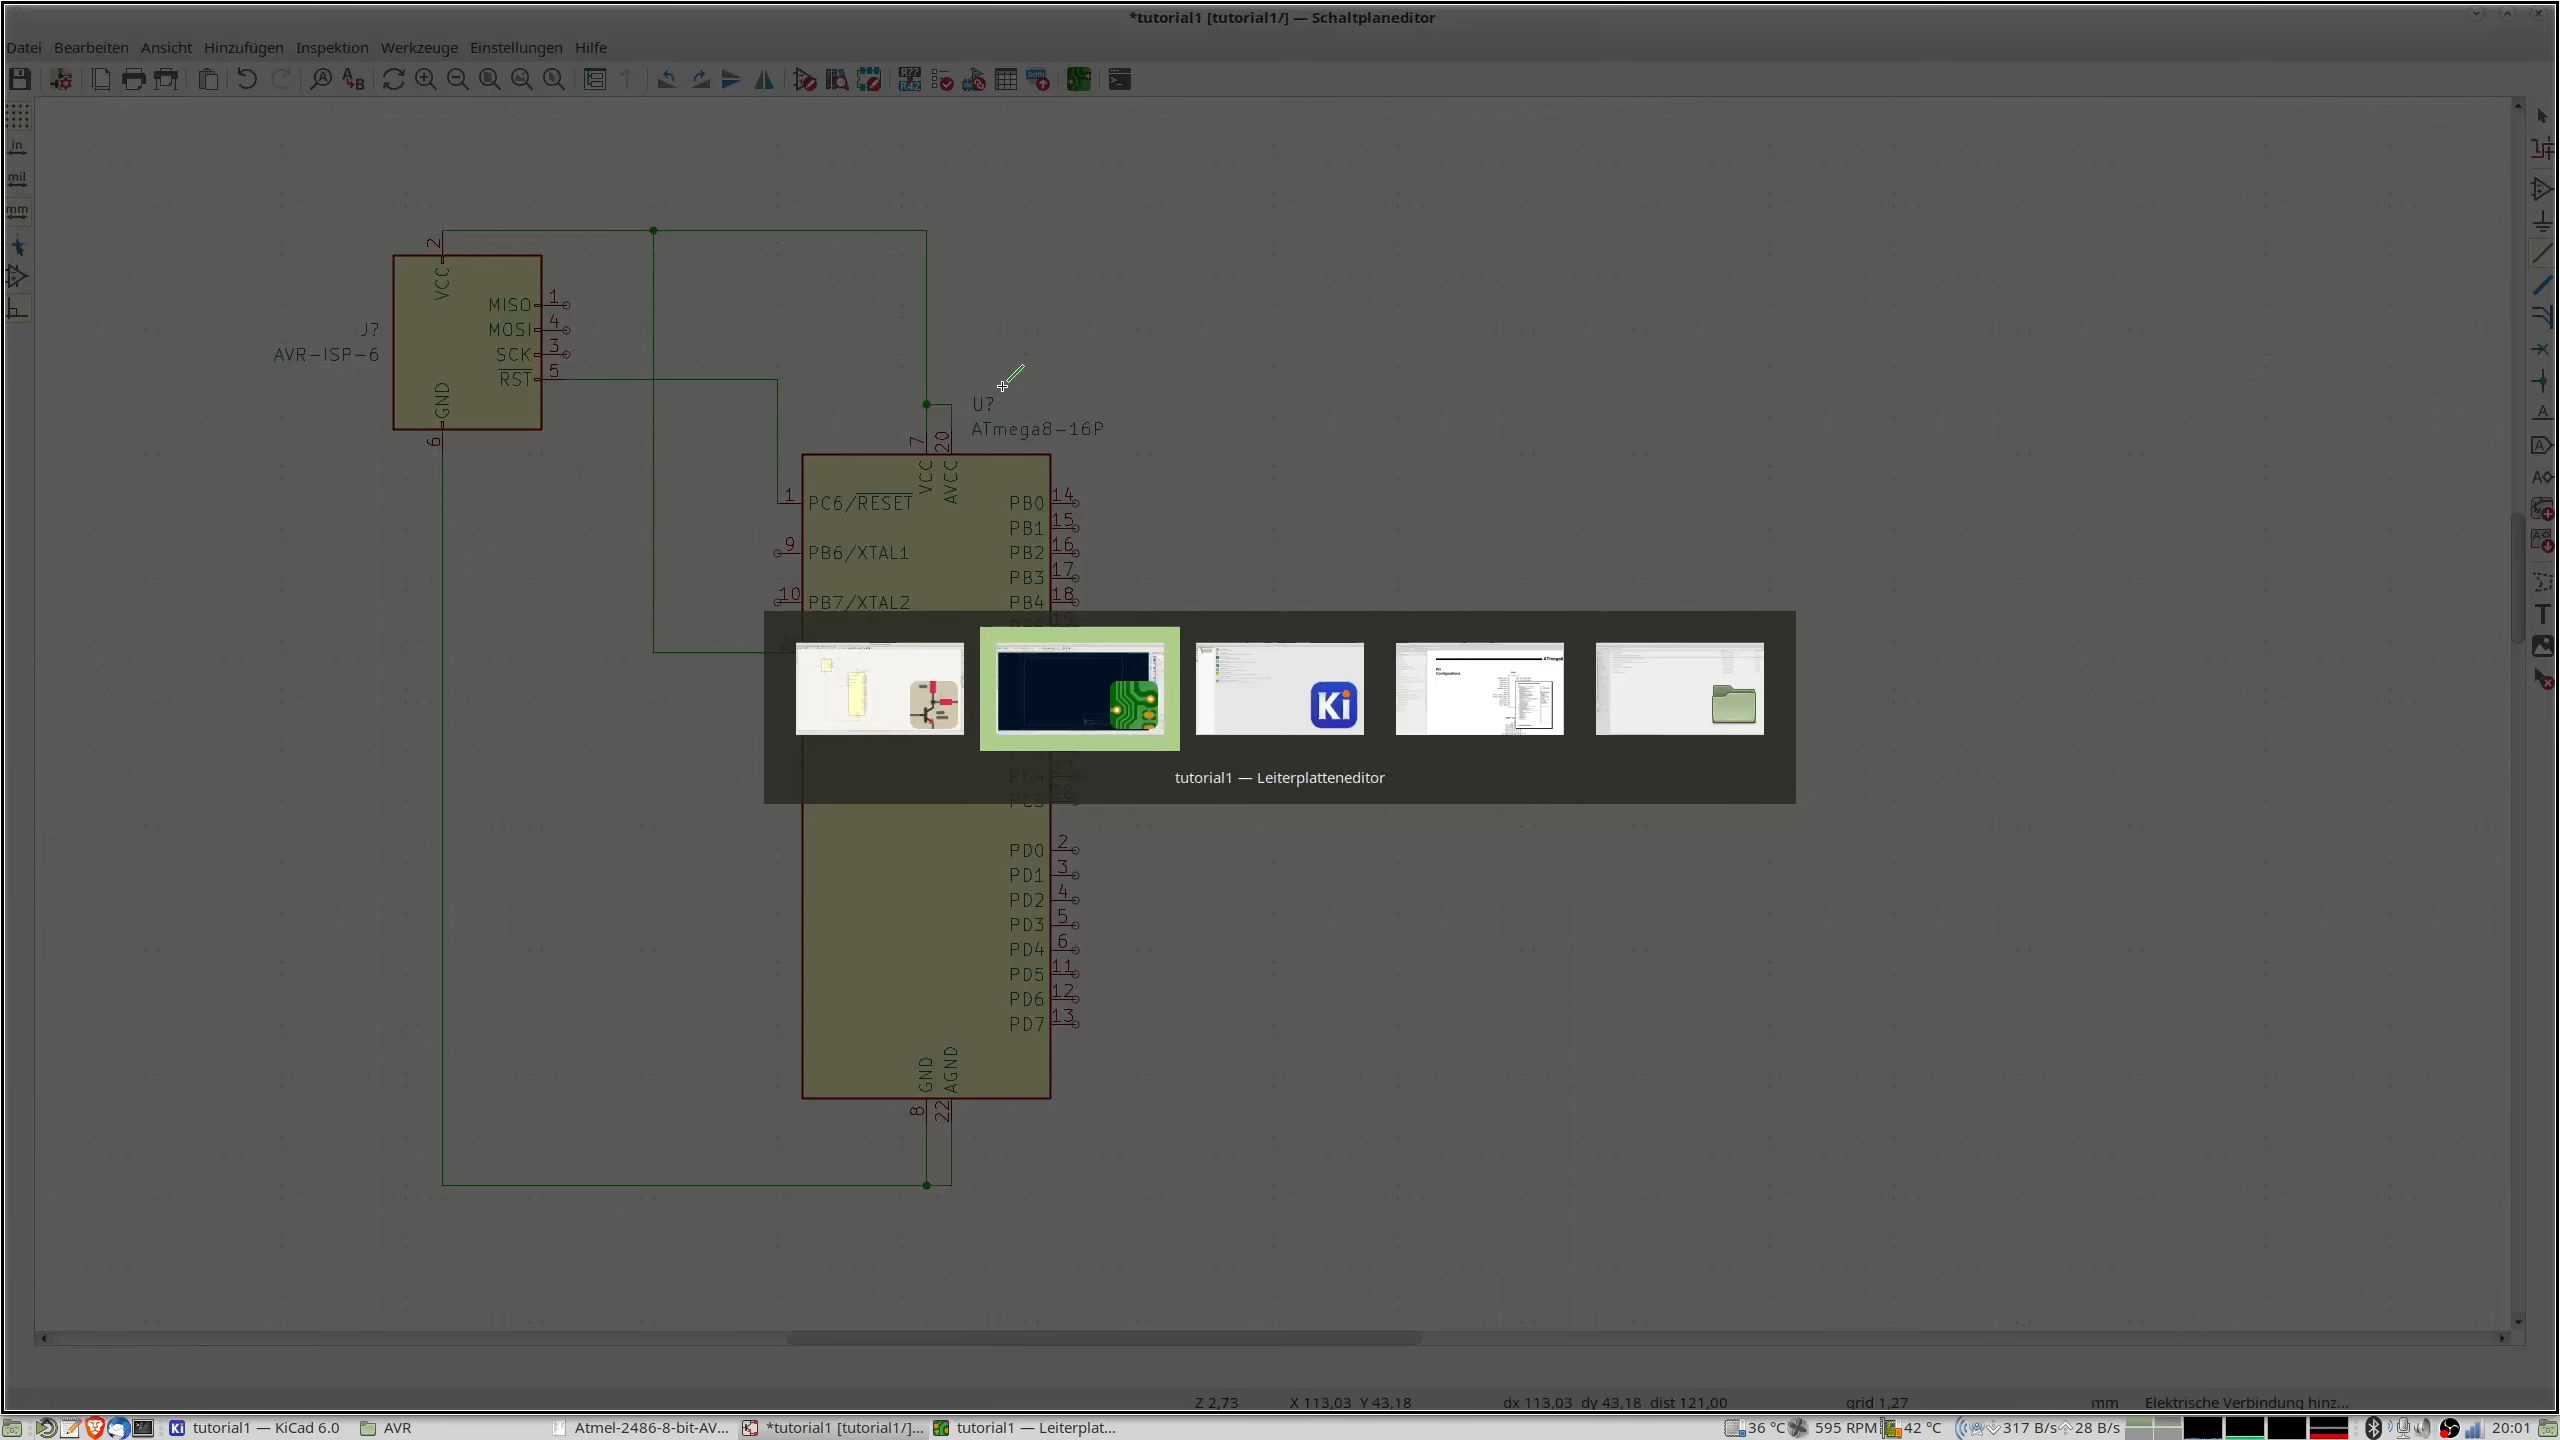 *tutorial1 [tutorial1/] — Schaltplaneditor
Datei Bearbeiten Ansicht Hinzufügen Inspektion Werkzeuge Einstellungen Hilfe
in
mil
mm
2
VCC
MISO 1
MOSI 4
SCK 3
RST 5
J?
AVR-ISP-6
GND
6
U?
ATmega8-16P
7 20
VCC AVCC
1 PC6/RESET
9 PB6/XTAL1
10 PB7/XTAL2
PB0 14
PB1 15
PB2 16
PB3 17
PB4 18
Ki
tutorial1 — Leiterplatteneditor
PD0 2
PD1 3
PD2 4
PD3 5
PD4 6
PD5 11
PD6 12
PD7 13
GND AGND
8 22
Z 2,73 X 113,03 Y 43,18 dx 113,03 dy 43,18 dist 121,00 grid 1,27 mm Elektrische Verbindung hinz...
tutorial1 — KiCad 6.0 AVR Atmel-2486-8-bit-AV... *tutorial1 [tutorial1/]... tutorial1 — Leiterplat... 36 °C 595 RPM 42 °C 317 B/s 28 B/s 20:01